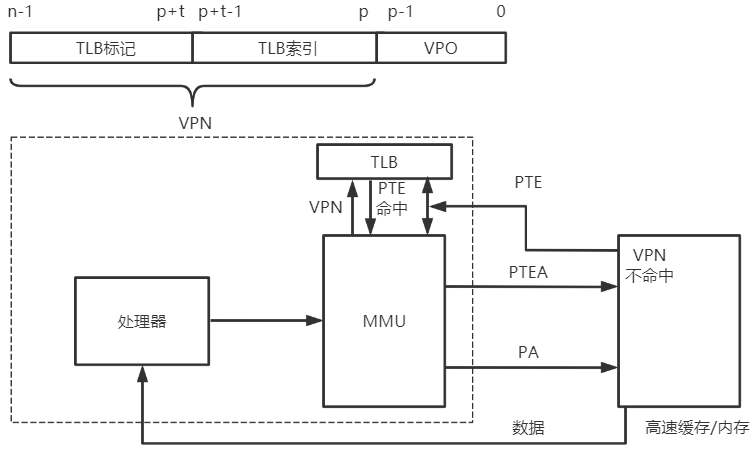 n-1 p+t p+t-1 p p-1 0
TLB标记 TLB索引 VPO
VPN
TLB
VPN
PTE
命中
PTE
VPN
不命中
PTEA
处理器
MMU
PA
数据
高速缓存/内存